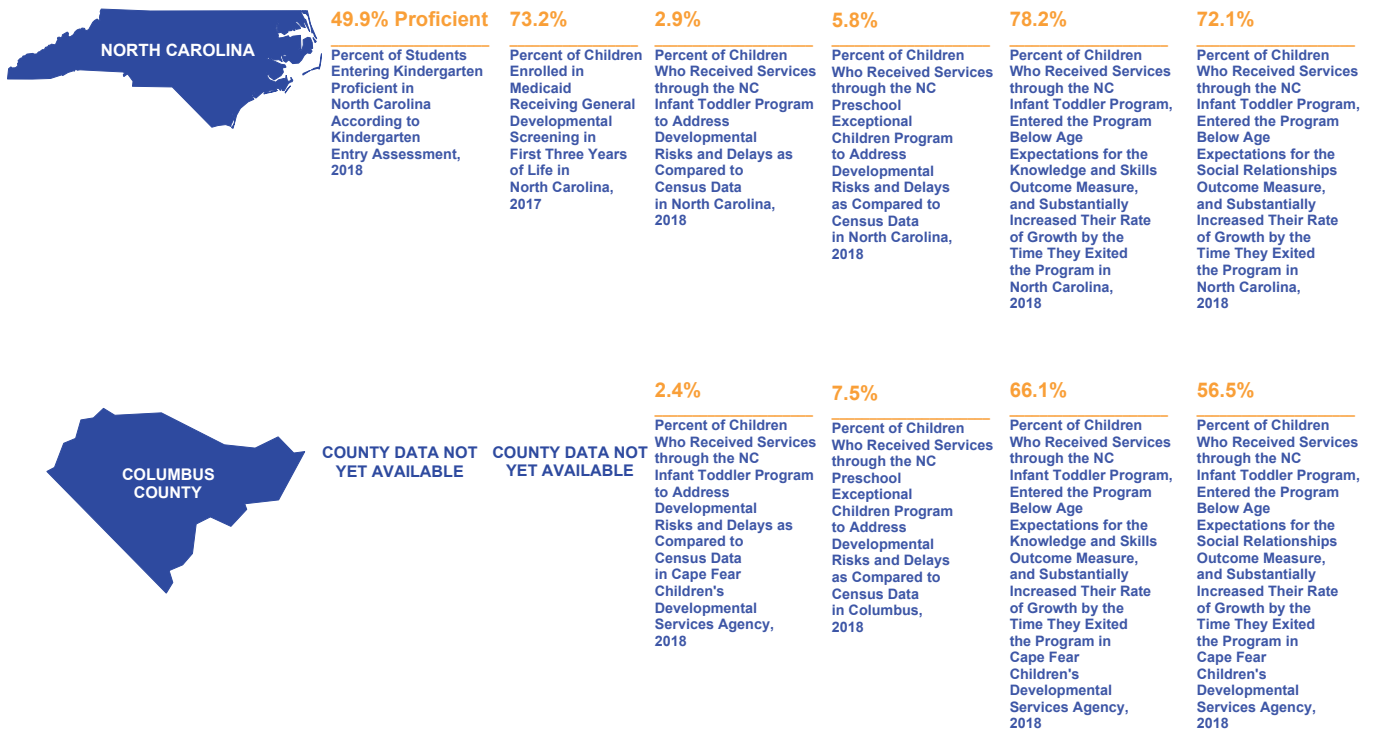 NORTH CAROLINA
49.9% Proficient
Percent of Students
Entering Kindergarten
Proficient in
North Carolina
According to
Kindergarten
Entry Assessment,
2018
73.2%
Percent of Children
Enrolled in
Medicaid
Receiving General
Developmental
Screening in
First Three Years
of Life in
North Carolina,
2017
2.9%
Percent of Children
Who Received Services
through the NC
Infant Toddler Program
to Address
Developmental
Risks and Delays as
Compared to
Census Data
in North Carolina,
2018
5.8%
Percent of Children
Who Received Services
through the NC
Preschool
Exceptional
Children Program
to Address
Developmental
Risks and Delays
as Compared to
Census Data
in North Carolina,
2018
78.2%
Percent of Children
Who Received Services
through the NC
Infant Toddler Program,
Entered the Program
Below Age
Expectations for the
Knowledge and Skills
Outcome Measure,
and Substantially
Increased Their Rate
of Growth by the
Time They Exited
the Program in
North Carolina,
2018
72.1%
Percent of Children
Who Received Services
through the NC
Infant Toddler Program,
Entered the Program
Below Age
Expectations for the
Social Relationships
Outcome Measure,
and Substantially
Increased Their Rate
of Growth by the
Time They Exited
the Program in
North Carolina,
2018
COLUMBUS
COUNTY
COUNTY DATA NOT
YET AVAILABLE
COUNTY DATA NOT
YET AVAILABLE
2.4%
Percent of Children
Who Received Services
through the NC
Infant Toddler Program
to Address
Developmental
Risks and Delays as
Compared to
Census Data
in Cape Fear
Children's
Developmental
Services Agency,
2018
7.5%
Percent of Children
Who Received Services
through the NC
Preschool
Exceptional
Children Program
to Address
Developmental
Risks and Delays
as Compared to
Census Data
in Columbus,
2018
66.1%
Percent of Children
Who Received Services
through the NC
Infant Toddler Program,
Entered the Program
Below Age
Expectations for the
Knowledge and Skills
Outcome Measure,
and Substantially
Increased Their Rate
of Growth by the
Time They Exited
the Program in
Cape Fear
Children's
Developmental
Services Agency,
2018
56.5%
Percent of Children
Who Received Services
through the NC
Infant Toddler Program,
Entered the Program
Below Age
Expectations for the
Social Relationships
Outcome Measure,
and Substantially
Increased Their Rate
of Growth by the
Time They Exited
the Program in
Cape Fear
Children's
Developmental
Services Agency,
2018